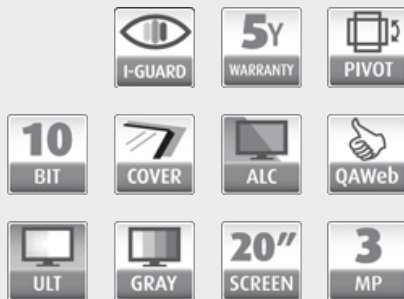 I-GUARD
5Y
WARRANTY
PIVOT
10
BIT
COVER
ALC
QAWeb
ULT
GRAY
20"
SCREEN
3
MP